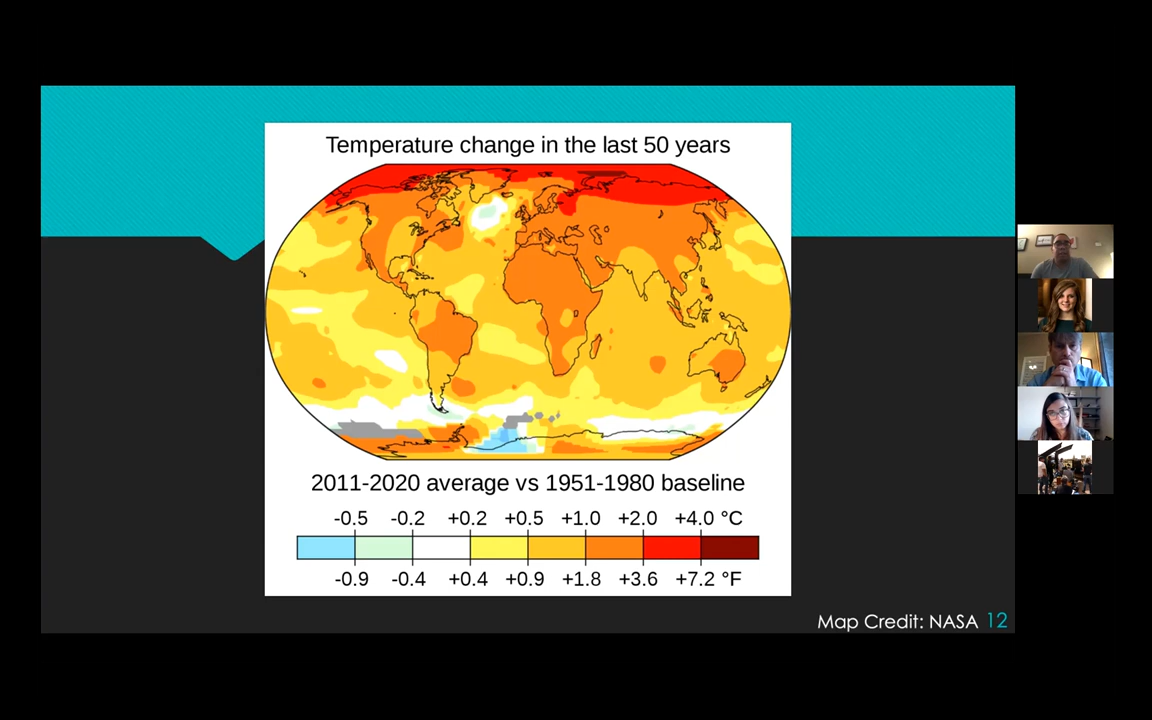 Temperature change in the last 50 years
2011-2020 average vs 1951-1980 baseline
-0.5 -0.2 +0.2 +0.5 +1.0 +2.0 +4.0 °C
-0.9 -0.4 +0.4 +0.9 +1.8 +3.6 +7.2 °F
Map Credit: NASA 12